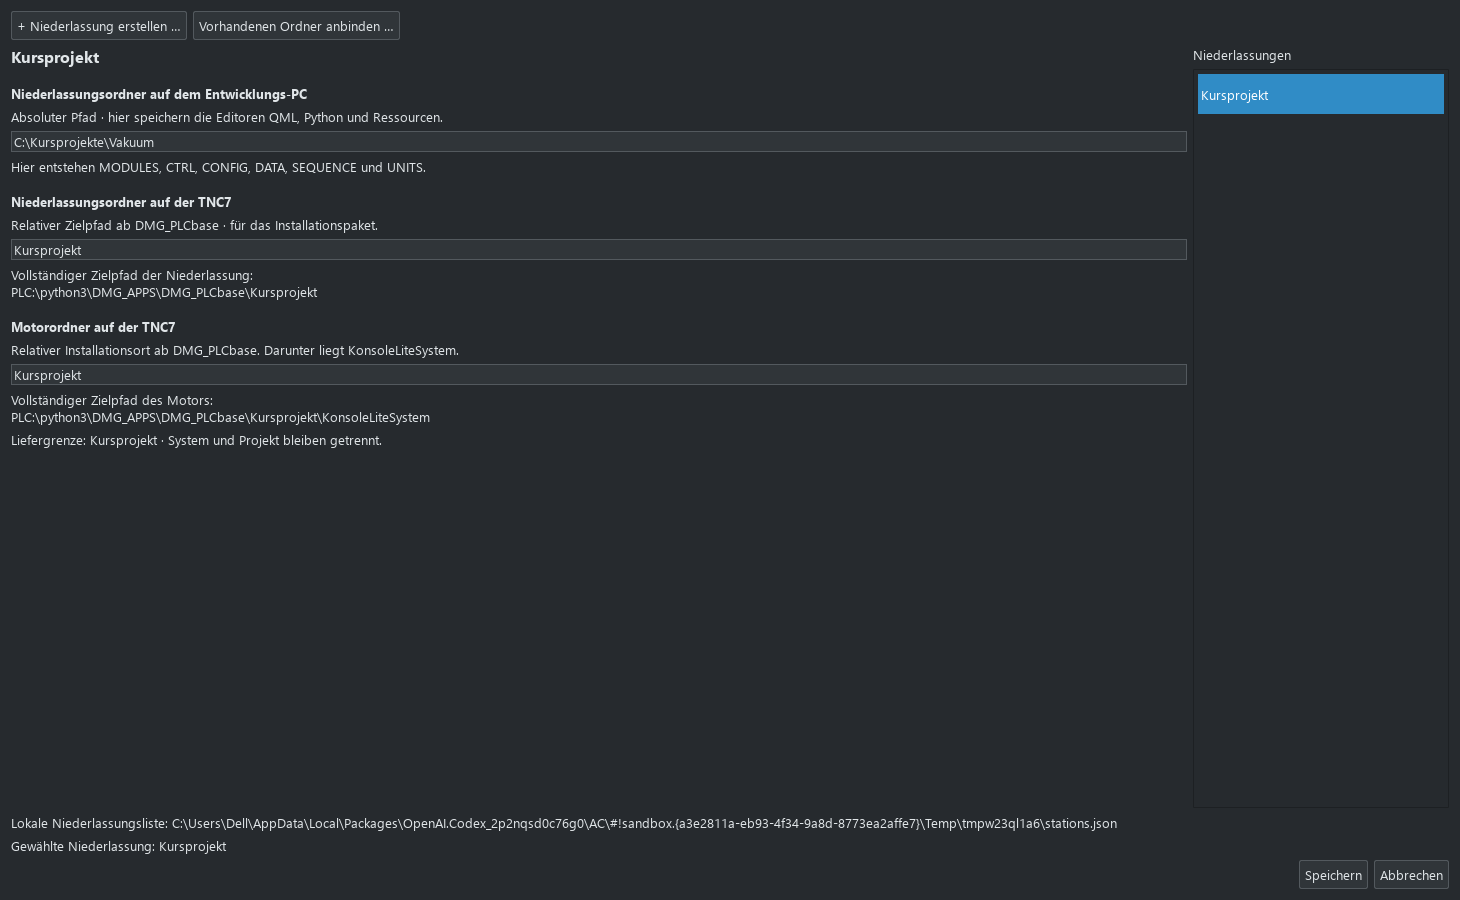 + Niederlassung erstellen ...
Vorhandenen Ordner anbinden ...
Kursprojekt
Niederlassungsordner auf dem Entwicklungs-PC
Absoluter Pfad · hier speichern die Editoren QML, Python und Ressourcen.
C:\Kursprojekte\Vakuum
Hier entstehen MODULES, CTRL, CONFIG, DATA, SEQUENCE und UNITS.
Niederlassungsordner auf der TNC7
Relativer Zielpfad ab DMG_PLCbase · für das Installationspaket.
Kursprojekt
Vollständiger Zielpfad der Niederlassung:
PLC:\python3\DMG_APPS\DMG_PLCbase\Kursprojekt
Motorordner auf der TNC7
Relativer Installationsort ab DMG_PLCbase. Darunter liegt KonsoleLiteSystem.
Kursprojekt
Vollständiger Zielpfad des Motors:
PLC:\python3\DMG_APPS\DMG_PLCbase\Kursprojekt\KonsoleLiteSystem
Liefergrenze: Kursprojekt · System und Projekt bleiben getrennt.
Niederlassungen
Kursprojekt
Lokale Niederlassungsliste: C:\Users\Dell\AppData\Local\Packages\OpenAI.Codex_2p2nqsd0c76g0\AC\#!sandbox.{a3e2811a-eb93-4f34-9a8d-8773ea2affe7}\Temp\tmpw23ql1a6\stations.json
Gewählte Niederlassung: Kursprojekt
Speichern
Abbrechen